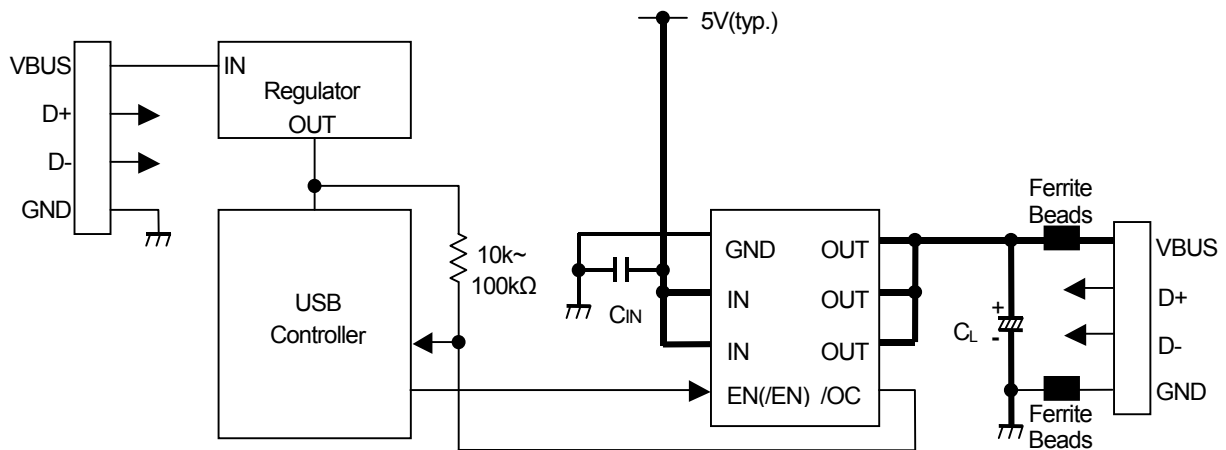 5V(typ.)
VBUS
D+
D-
GND
IN
Regulator
OUT
10k~
100kΩ
USB
Controller
CIN
GND
IN
IN
EN(/EN)
OUT
OUT
OUT
/OC
+
CL
-
Ferrite
Beads
VBUS
D+
D-
GND
Ferrite
Beads